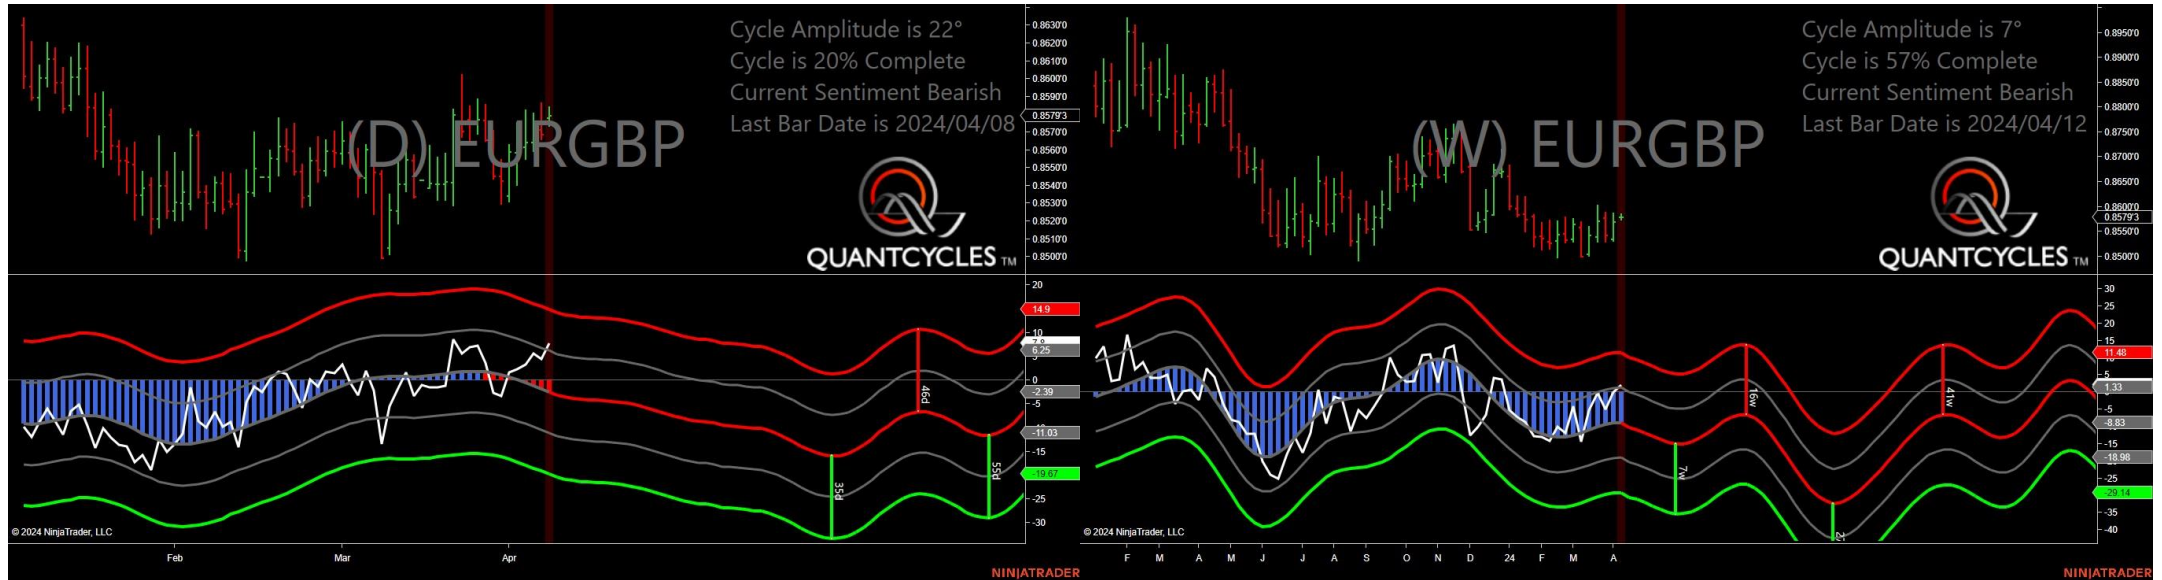 Cycle Amplitude is 22°
Cycle is 20% Complete
Current Sentiment Bearish
Last Bar Date is 2024/04/08
(D) EURGBP
QUANTCYCLES TM
0.8630'0
0.8620'0
0.8610'0
0.8600'0
0.8590'0
0.8579'3
0.8570'0
0.8560'0
0.8550'0
0.8540'0
0.8530'0
0.8520'0
0.8510'0
0.8500'0
20
14.9
10
7.8
6.25
0
-2.39
-5
-11.03
-15
-19.67
-25
-30
35d
46d
55d
© 2024 NinjaTrader, LLC
Feb Mar Apr
NINJATRADER
Cycle Amplitude is 7°
Cycle is 57% Complete
Current Sentiment Bearish
Last Bar Date is 2024/04/12
(W) EURGBP
QUANTCYCLES TM
0.8950'0
0.8900'0
0.8850'0
0.8800'0
0.8750'0
0.8700'0
0.8650'0
0.8600'0
0.8579'3
0.8550'0
0.8500'0
30
25
20
15
11.48
5
1.33
-5
-8.83
-15
-18.98
-25
-29.14
-35
-40
7w
16w
41w
© 2024 NinjaTrader, LLC
F M A M J J A S O N D 24 F M A
NINJATRADER